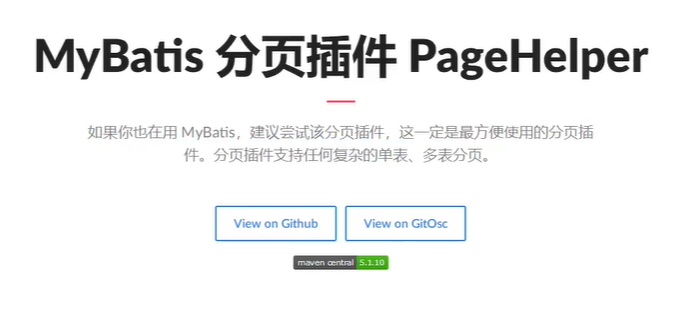 MyBatis 分页插件 PageHelper
如果你也在用 MyBatis，建议尝试该分页插件，这一定是最方便使用的分页插
件。分页插件支持任何复杂的单表、多表分页。
View on Github View on GitOsc
maven central 5.1.10